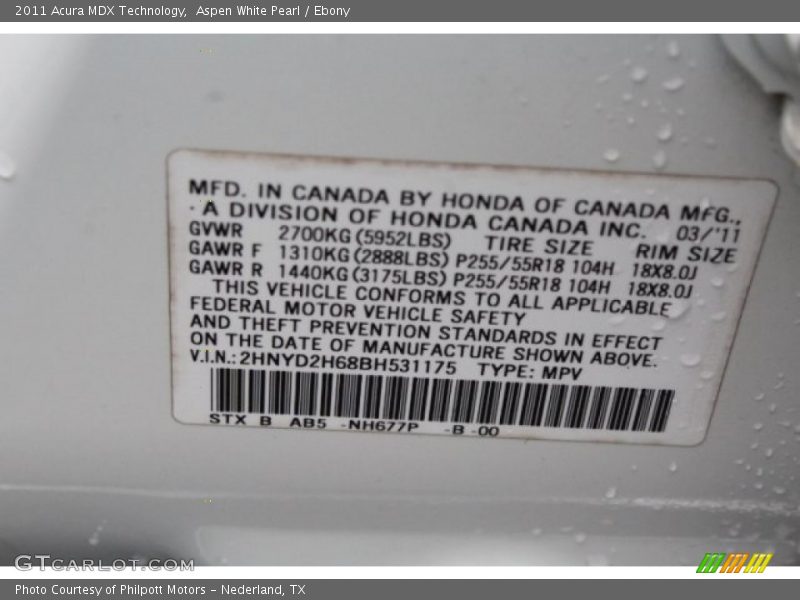 2011 Acura MDX Technology,  Aspen White Pearl / Ebony
MFD. IN CANADA BY HONDA OF CANADA MFG.,
A DIVISION OF HONDA CANADA INC. 03/'11
GVWR 2700KG (5952LBS) TIRE SIZE RIM SIZE
GAWR F 1310KG (2888LBS) P255/55R18 104H 18X8.0J
GAWR R 1440KG (3175LBS) P255/55R18 104H 18X8.0J
THIS VEHICLE CONFORMS TO ALL APPLICABLE
FEDERAL MOTOR VEHICLE SAFETY
AND THEFT PREVENTION STANDARDS IN EFFECT
ON THE DATE OF MANUFACTURE SHOWN ABOVE.
V.I.N.: 2HNYD2H68BH531175 TYPE: MPV
STX B AB5 -NH677P -B -00
GTCARLOT.COM
Photo Courtesy of Philpott Motors - Nederland, TX